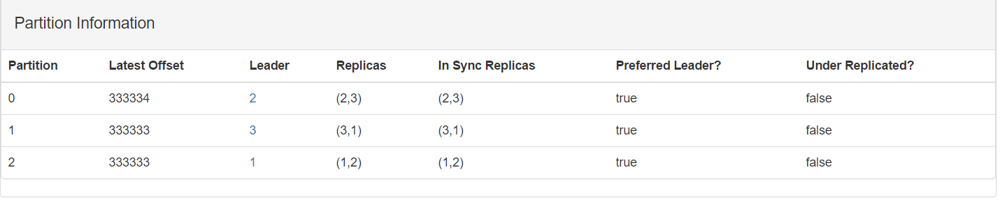 Partition Information
Partition Latest Offset Leader Replicas In Sync Replicas Preferred Leader? Under Replicated?
0 333334 2 (2,3) (2,3) true false
1 333333 3 (3,1) (3,1) true false
2 333333 1 (1,2) (1,2) true false